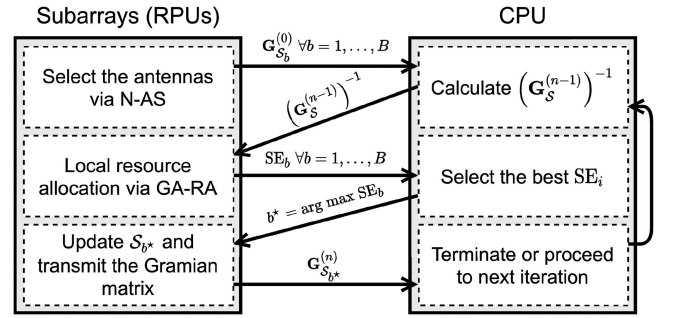 Subarrays (RPUs)
CPU
Select the antennas
via N-AS
Local resource
allocation via GA-RA
Update 𝒮_{b⋆} and
transmit the Gramian
matrix
𝐆_{𝒮_b}^{(0)} ∀b = 1, . . . , B
(𝐆_𝒮^{(n−1)})^{−1}
SE_b ∀b = 1, . . . , B
b⋆ = arg max SE_b
𝐆_{𝒮_{b⋆}}^{(n)}
Calculate (𝐆_𝒮^{(n−1)})^{−1}
Select the best SE_i
Terminate or proceed
to next iteration